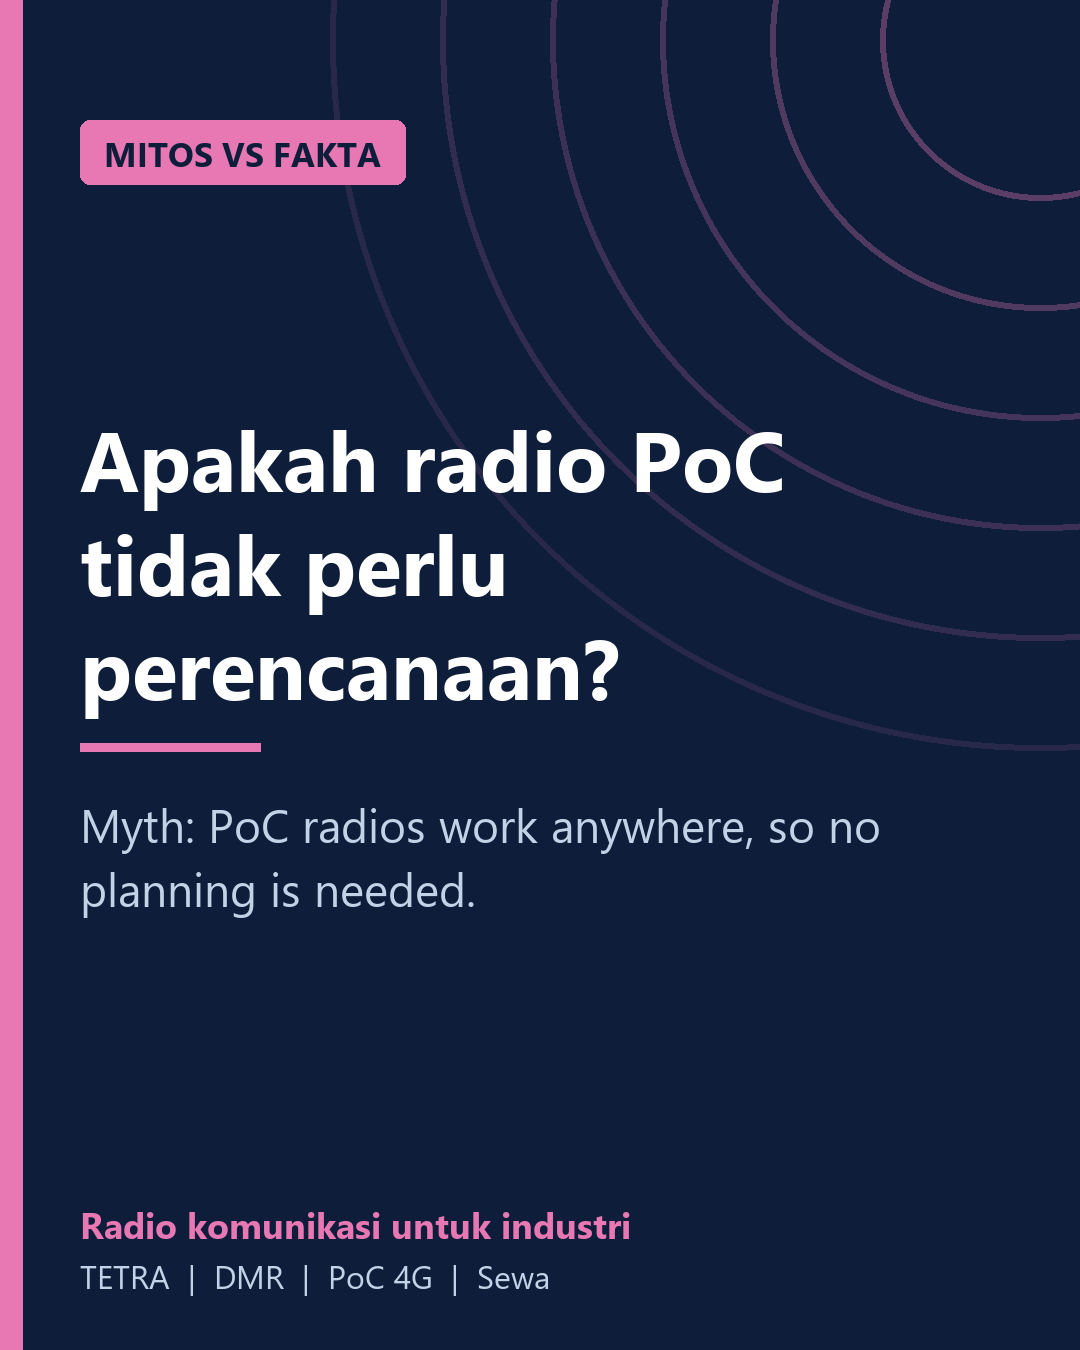 MITOS VS FAKTA
Apakah radio PoC
tidak perlu
perencanaan?
Myth: PoC radios work anywhere, so no
planning is needed.
Radio komunikasi untuk industri
TETRA | DMR | PoC 4G | Sewa